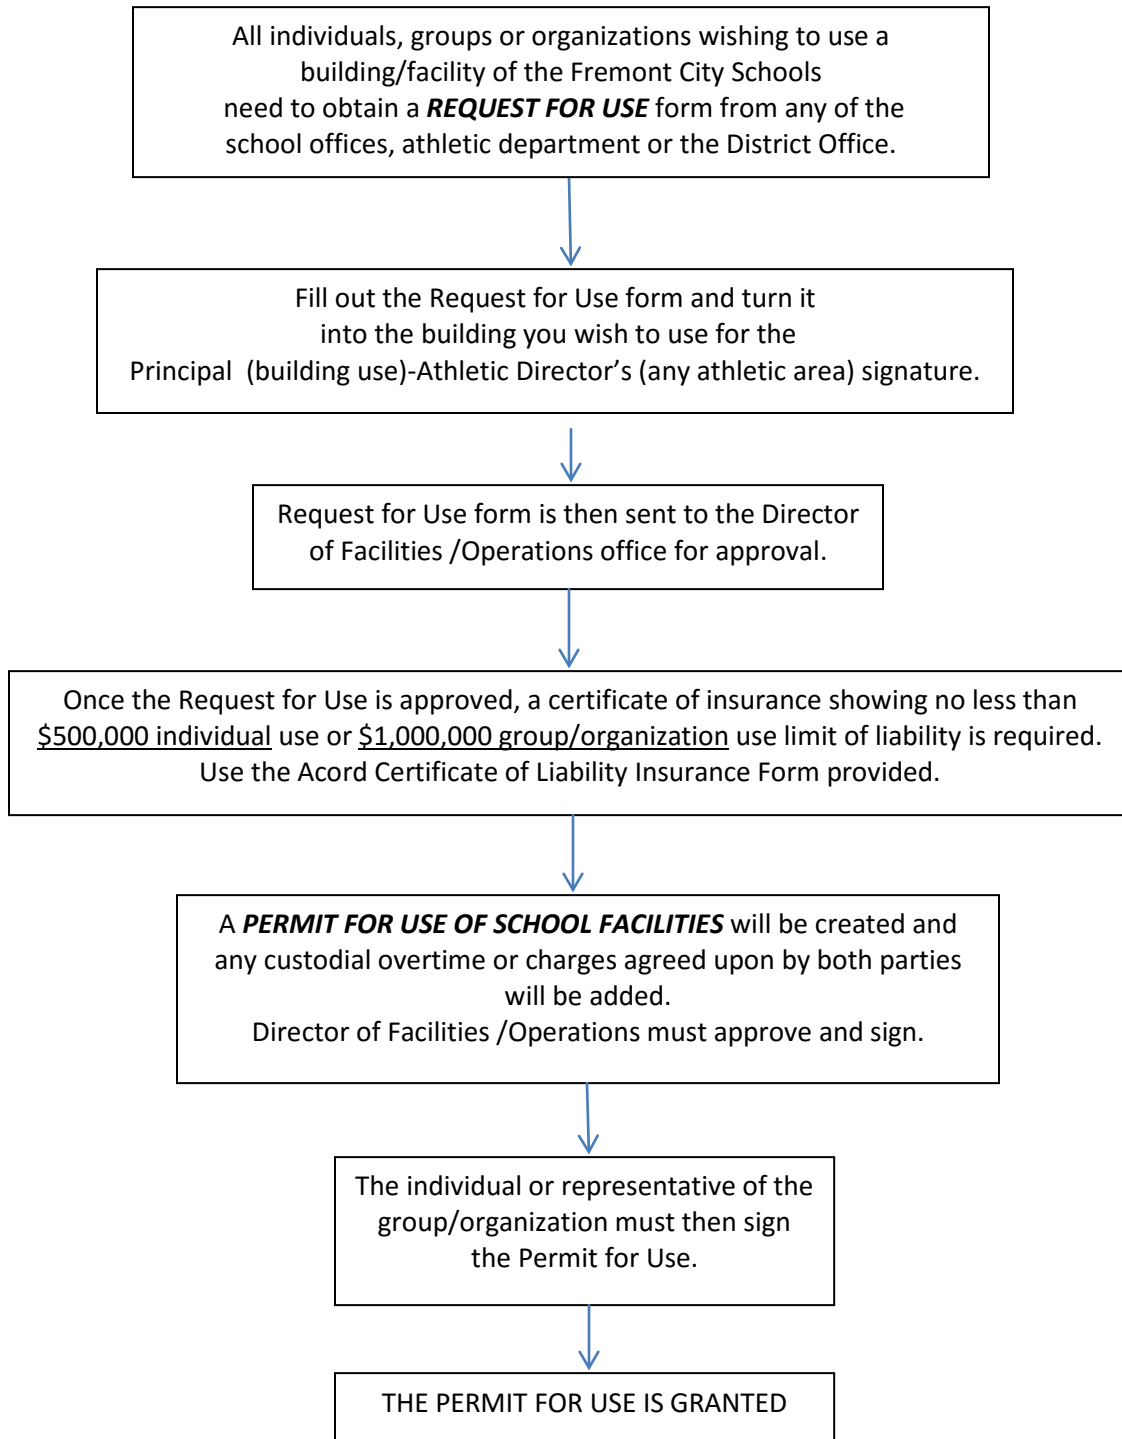 All individuals, groups or organizations wishing to use a
building/facility of the Fremont City Schools
need to obtain a REQUEST FOR USE form from any of the
school offices, athletic department or the District Office.
Fill out the Request for Use form and turn it
into the building you wish to use for the
Principal (building use)-Athletic Director’s (any athletic area) signature.
Request for Use form is then sent to the Director
of Facilities /Operations office for approval.
Once the Request for Use is approved, a certificate of insurance showing no less than
$500,000 individual use or $1,000,000 group/organization use limit of liability is required.
Use the Acord Certificate of Liability Insurance Form provided.
A PERMIT FOR USE OF SCHOOL FACILITIES will be created and
any custodial overtime or charges agreed upon by both parties
will be added.
Director of Facilities /Operations must approve and sign.
The individual or representative of the
group/organization must then sign
the Permit for Use.
THE PERMIT FOR USE IS GRANTED